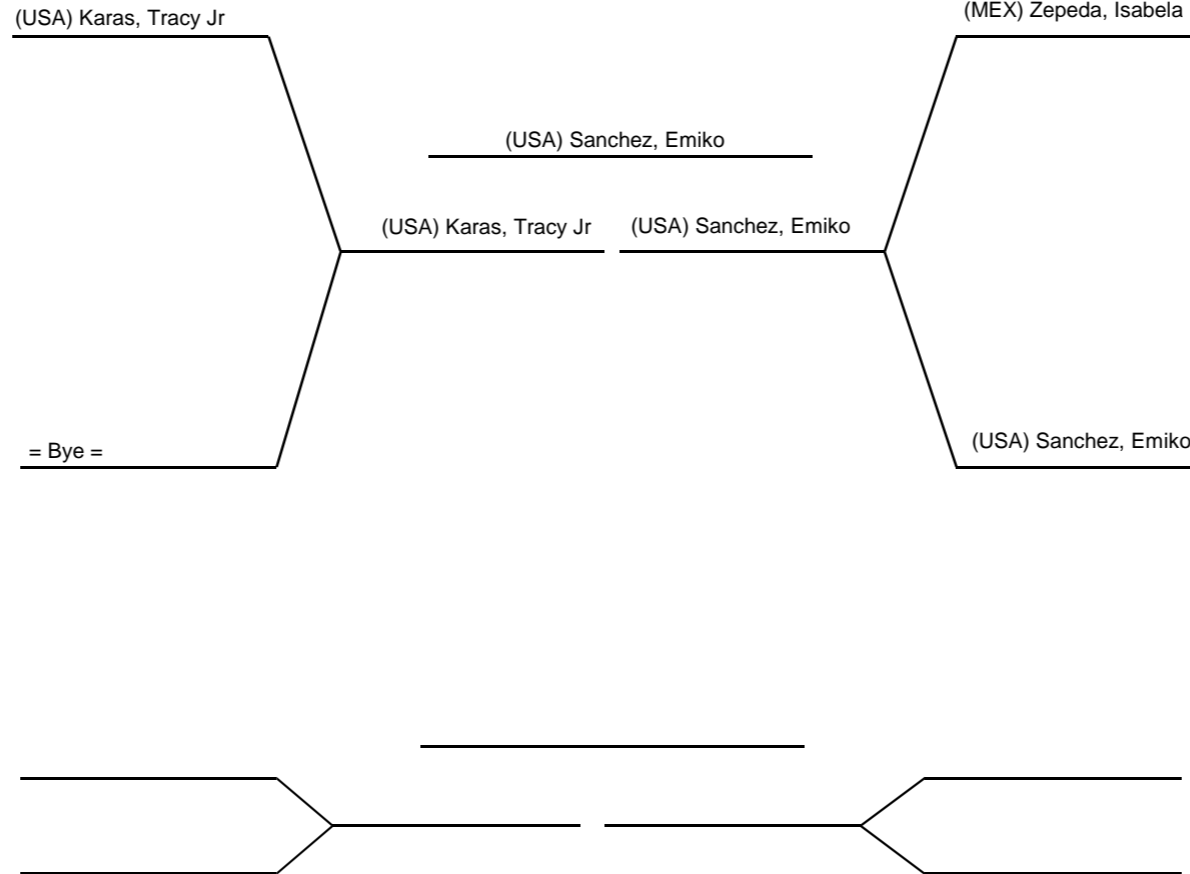 (USA) Karas, Tracy Jr
(MEX) Zepeda, Isabela
(USA) Sanchez, Emiko
(USA) Karas, Tracy Jr
(USA) Sanchez, Emiko
= Bye =
(USA) Sanchez, Emiko